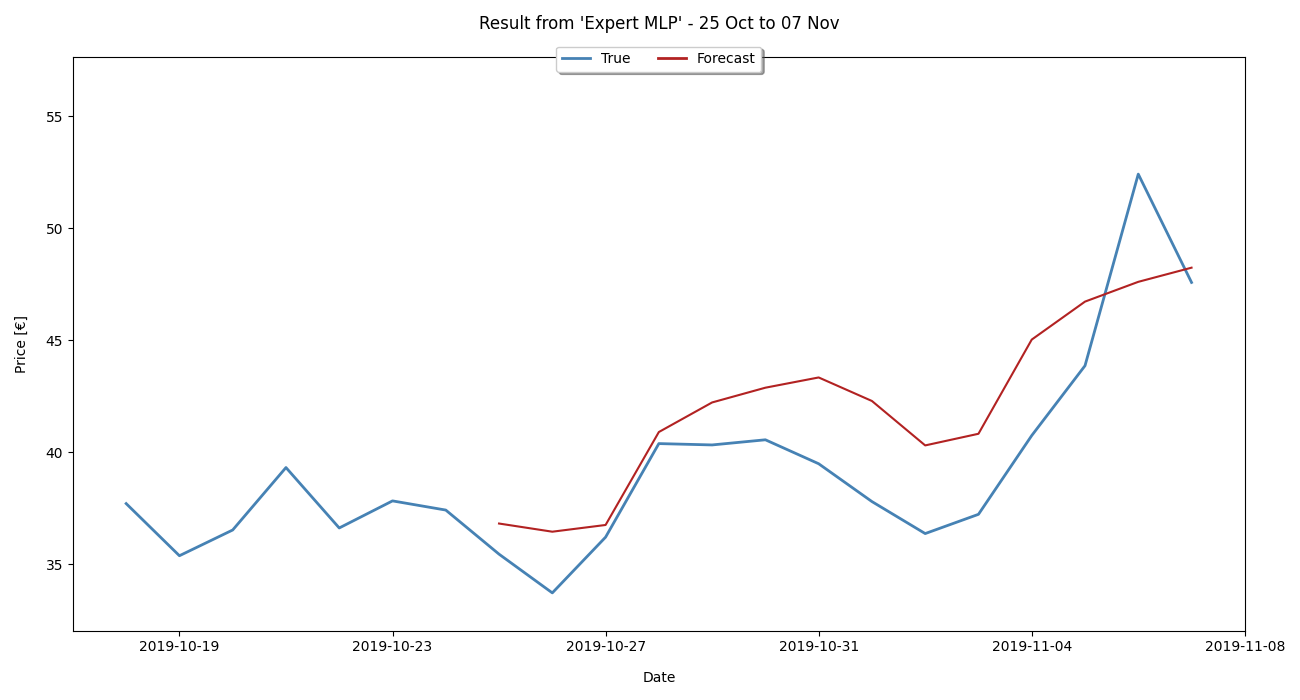 Result from 'Expert MLP' - 25 Oct to 07 Nov
True
Forecast
55
50
45
40
35
Price [€]
2019-10-19
2019-10-23
2019-10-27
2019-10-31
2019-11-04
2019-11-08
Date